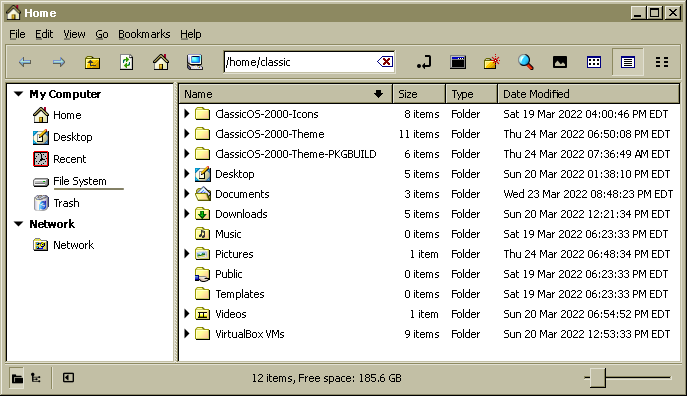 Home
File Edit View Go Bookmarks Help
/home/classic
My Computer
Home
Desktop
Recent
File System
Trash
Network
Network
Name Size Type Date Modified
ClassicOS-2000-Icons 8 items Folder Sat 19 Mar 2022 04:00:46 PM EDT
ClassicOS-2000-Theme 11 items Folder Thu 24 Mar 2022 06:50:08 PM EDT
ClassicOS-2000-Theme-PKGBUILD 6 items Folder Thu 24 Mar 2022 07:36:49 AM EDT
Desktop 5 items Folder Sun 20 Mar 2022 01:38:10 PM EDT
Documents 3 items Folder Wed 23 Mar 2022 08:48:23 PM EDT
Downloads 5 items Folder Sun 20 Mar 2022 12:21:34 PM EDT
Music 0 items Folder Sat 19 Mar 2022 06:23:33 PM EDT
Pictures 1 item Folder Thu 24 Mar 2022 06:48:34 PM EDT
Public 0 items Folder Sat 19 Mar 2022 06:23:33 PM EDT
Templates 0 items Folder Sat 19 Mar 2022 06:23:33 PM EDT
Videos 1 item Folder Sun 20 Mar 2022 06:54:52 PM EDT
VirtualBox VMs 9 items Folder Sun 20 Mar 2022 12:53:33 PM EDT
12 items, Free space: 185.6 GB